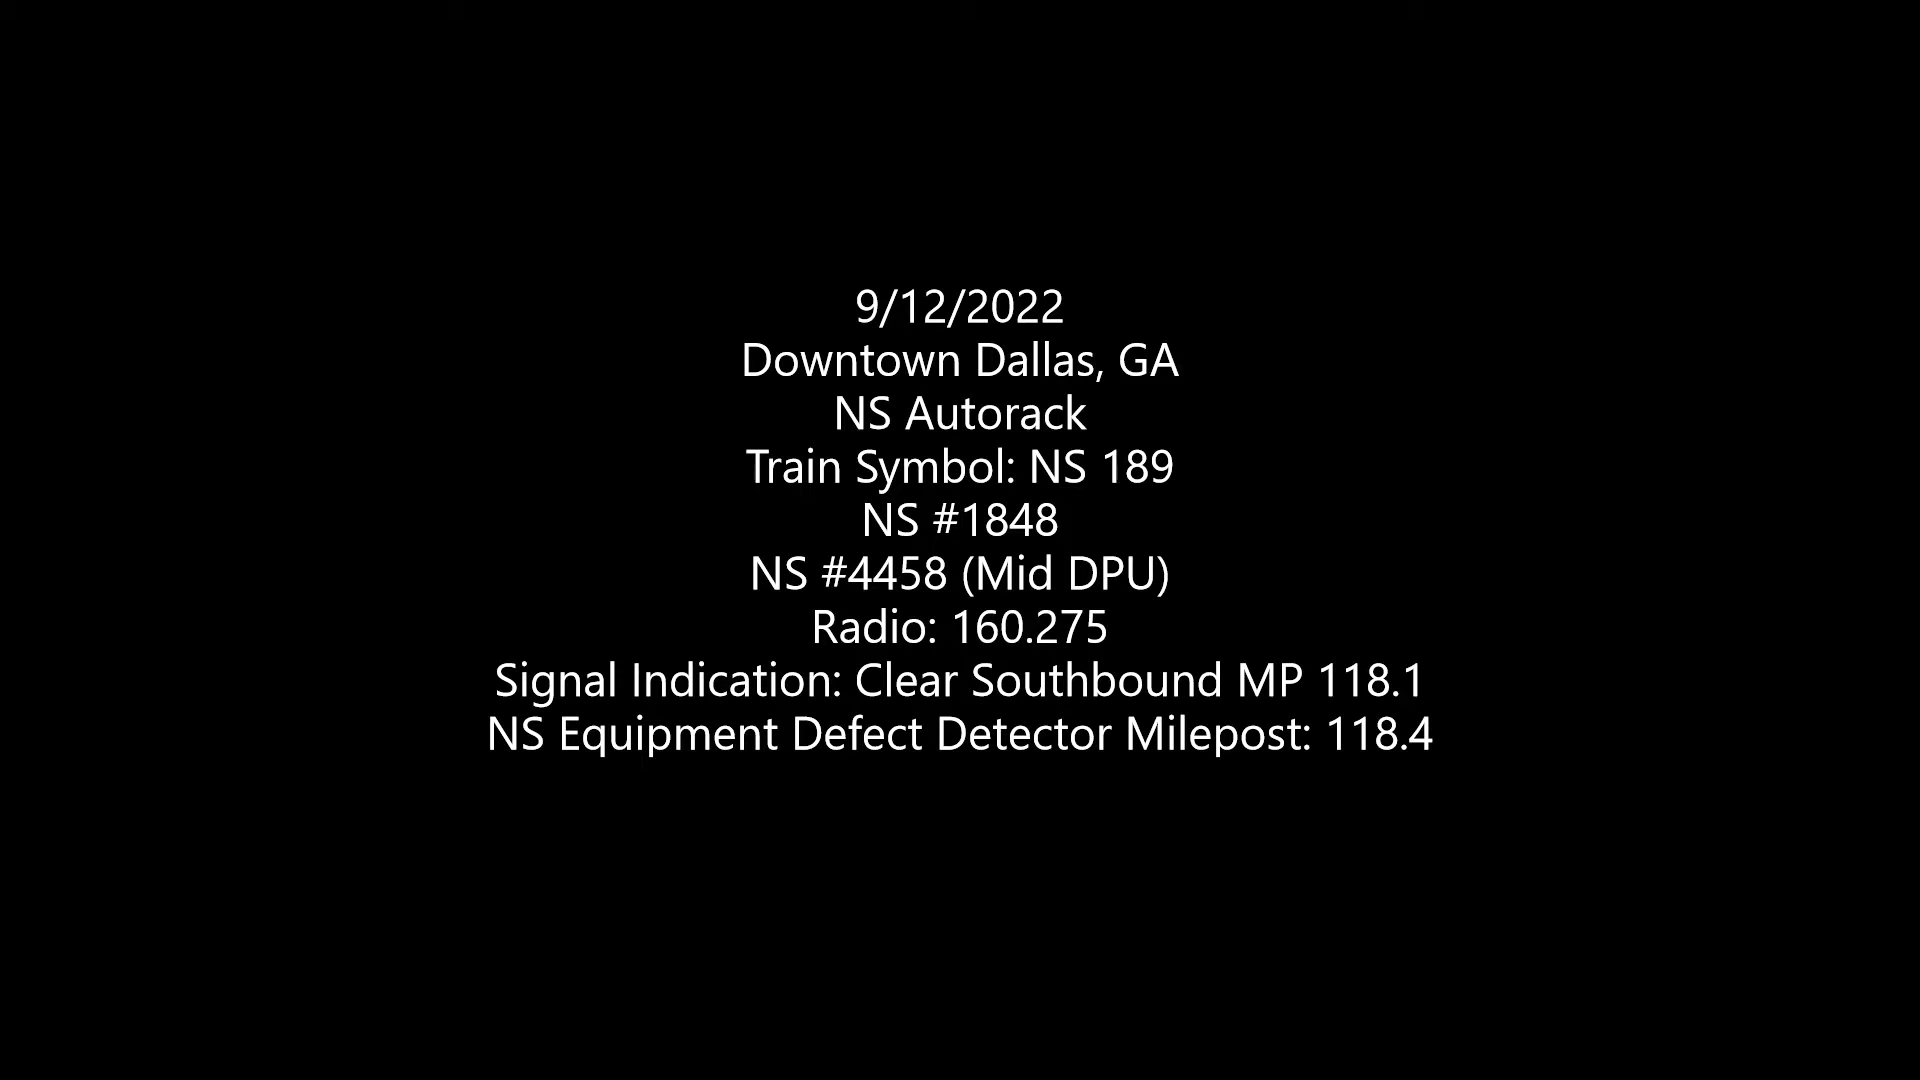 9/12/2022
Downtown Dallas, GA
NS Autorack
Train Symbol: NS 189
NS #1848
NS #4458 (Mid DPU)
Radio: 160.275
Signal Indication: Clear Southbound MP 118.1
NS Equipment Defect Detector Milepost: 118.4